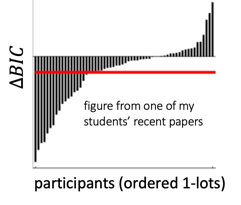 ΔBIC
figure from one of my
students' recent papers
participants (ordered 1-lots)